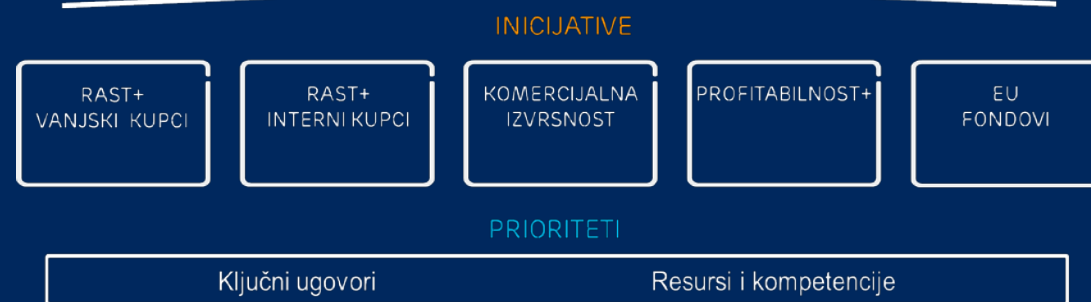 INICIJATIVE
RAST+
VANJSKI KUPCI
RAST+
INTERNI KUPCI
KOMERCIJALNA
IZVRSNOST
PROFITABILNOST+
EU
FONDOVI
PRIORITETI
Ključni ugovori
Resursi i kompetencije